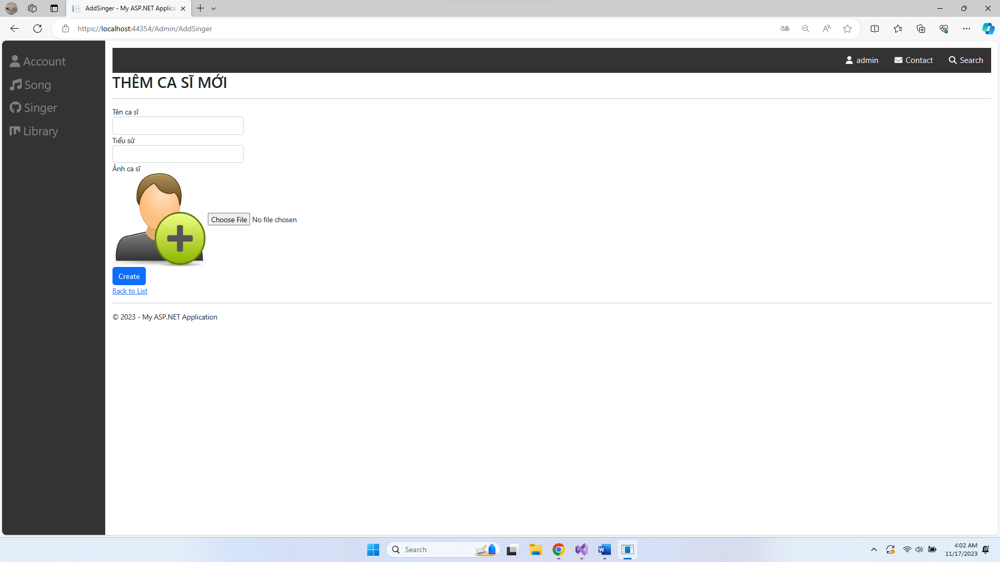 AddSinger - My ASP.NET Applica
https://localhost:44354/Admin/AddSinger
Account
Song
Singer
Library
admin
Contact
Search
THÊM CA SĨ MỚI
Tên ca sĩ
Tiểu sử
Ảnh ca sĩ
Choose File No file chosen
Create
Back to List
© 2023 - My ASP.NET Application
Search
4:02 AM
11/17/2023